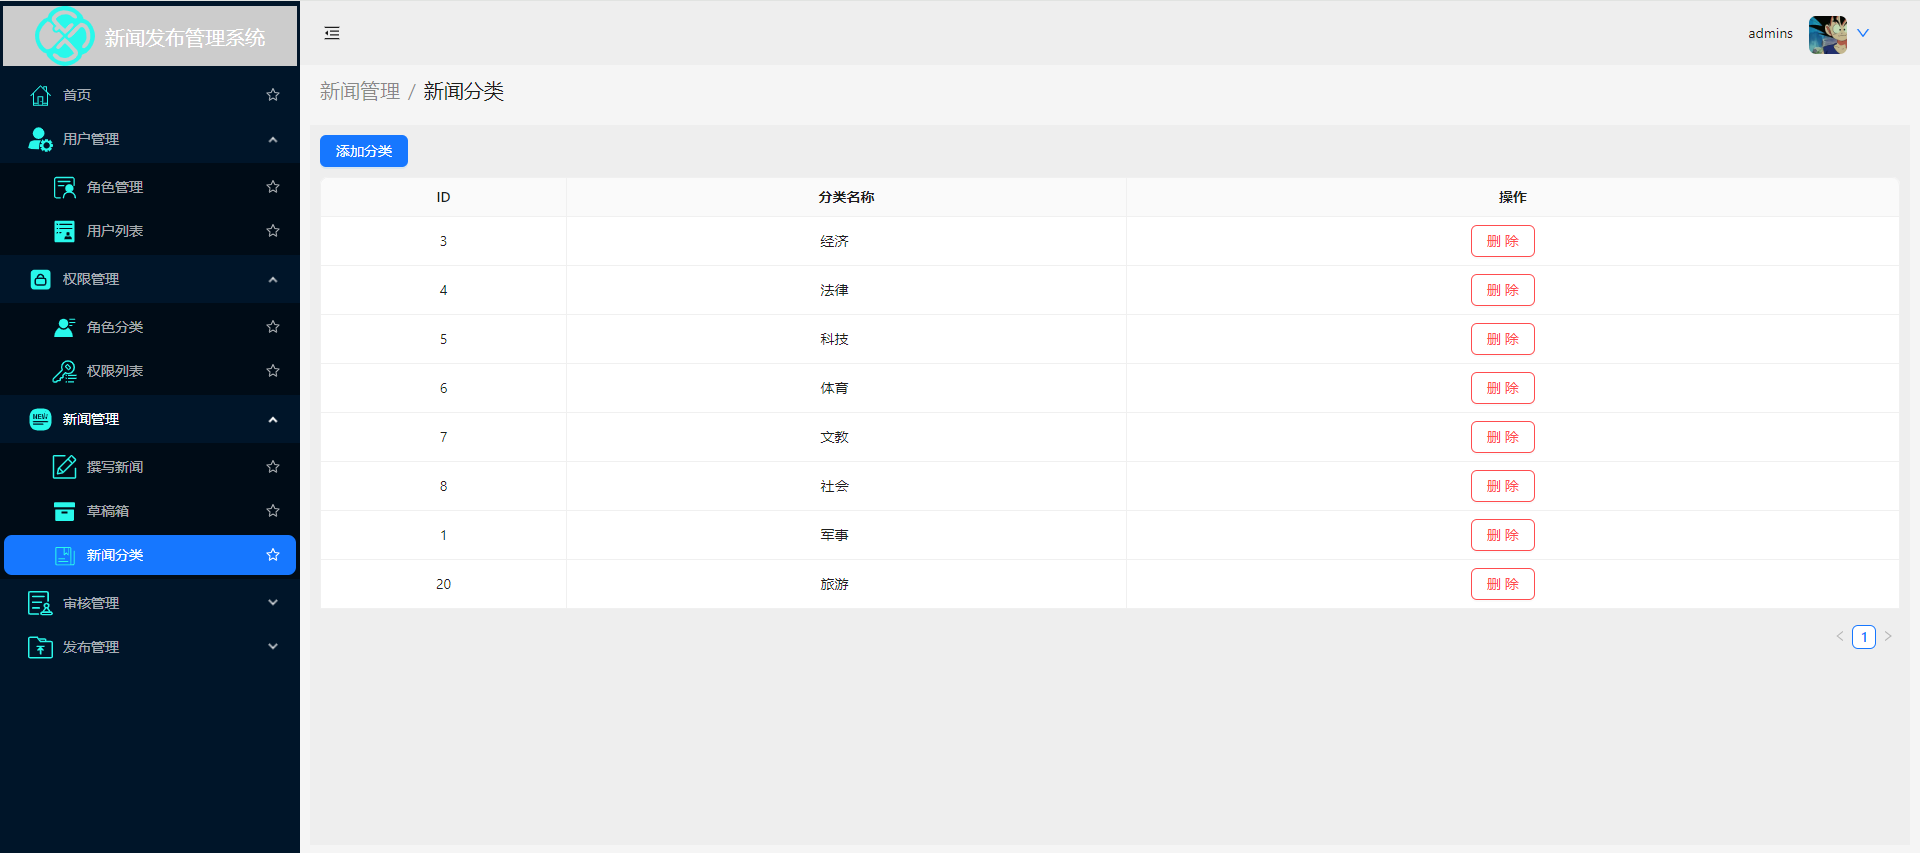 新闻发布管理系统
admins
首页
用户管理
角色管理
用户列表
权限管理
角色分类
权限列表
新闻管理
NEW
撰写新闻
草稿箱
新闻分类
审核管理
发布管理
新闻管理 / 新闻分类
添加分类
ID 分类名称 操作
3 经济 删 除
4 法律 删 除
5 科技 删 除
6 体育 删 除
7 文教 删 除
8 社会 删 除
1 军事 删 除
20 旅游 删 除
1